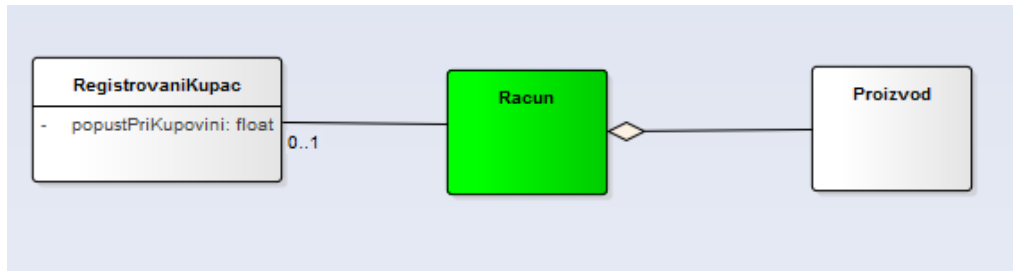 RegistrovaniKupac
- popustPriKupovini: float
0..1
Racun
Proizvod